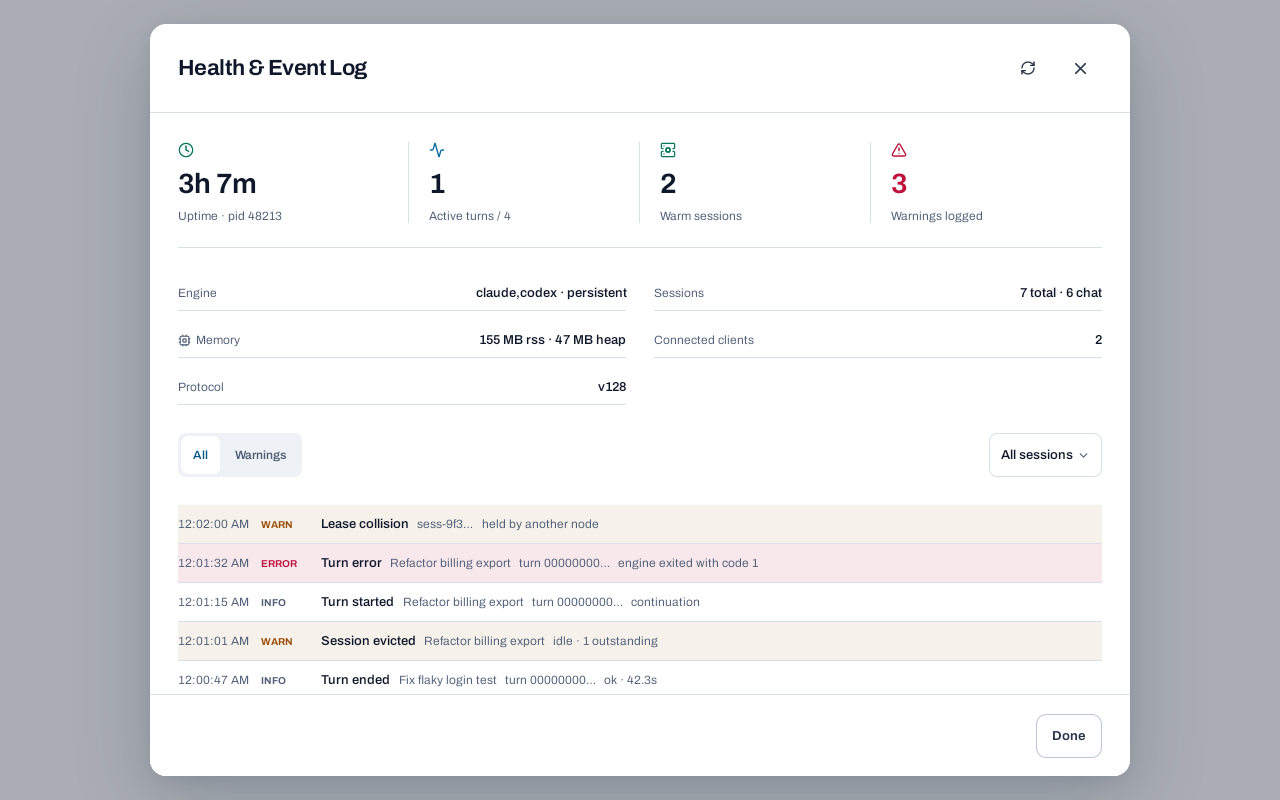 Health & Event Log
3h 7m
Uptime · pid 48213
1
Active turns / 4
2
Warm sessions
3
Warnings logged
Engine claude,codex · persistent
Sessions 7 total · 6 chat
Memory 155 MB rss · 47 MB heap
Connected clients 2
Protocol v128
All Warnings
All sessions
12:02:00 AM WARN Lease collision sess-9f3… held by another node
12:01:32 AM ERROR Turn error Refactor billing export turn 00000000… engine exited with code 1
12:01:15 AM INFO Turn started Refactor billing export turn 00000000… continuation
12:01:01 AM WARN Session evicted Refactor billing export idle · 1 outstanding
12:00:47 AM INFO Turn ended Fix flaky login test turn 00000000… ok · 42.3s
Done